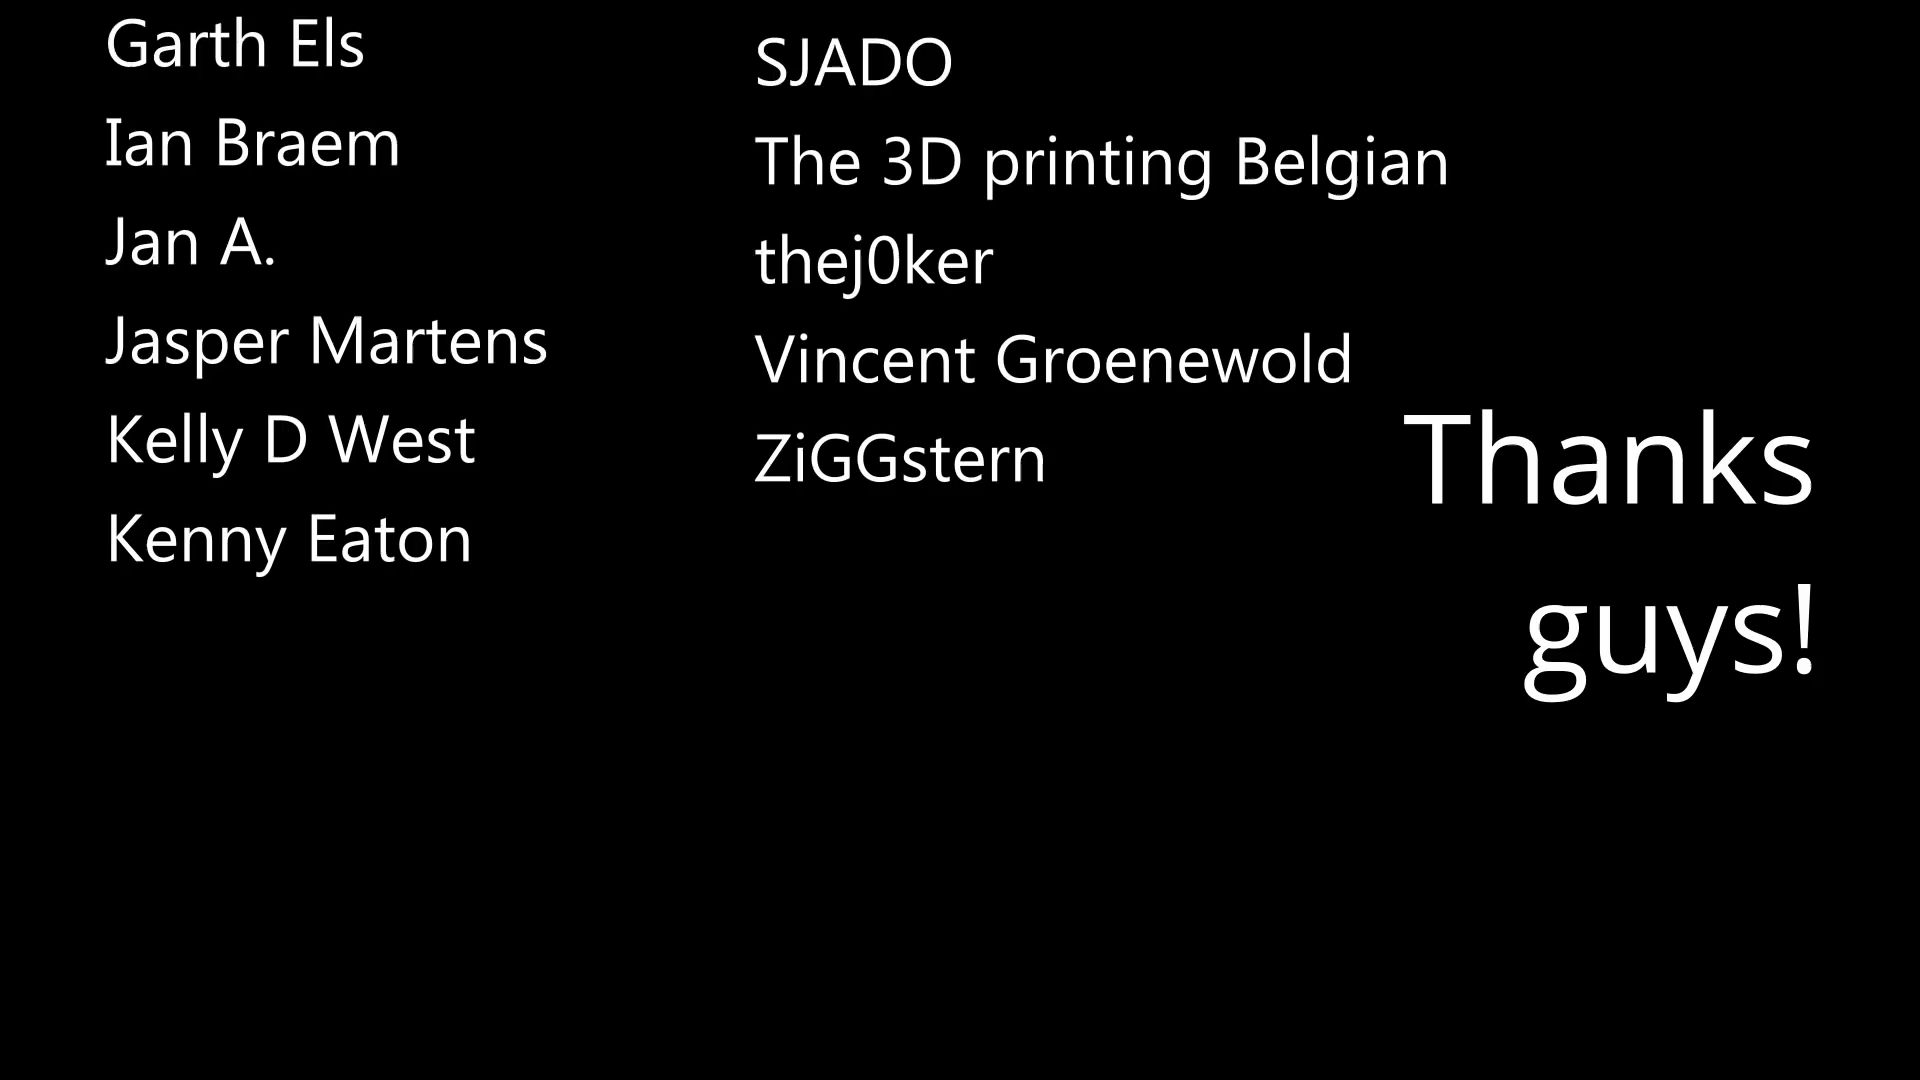 Garth Els
Ian Braem
Jan A.
Jasper Martens
Kelly D West
Kenny Eaton
SJADO
The 3D printing Belgian
thej0ker
Vincent Groenewold
ZiGGstern
Thanks
guys!